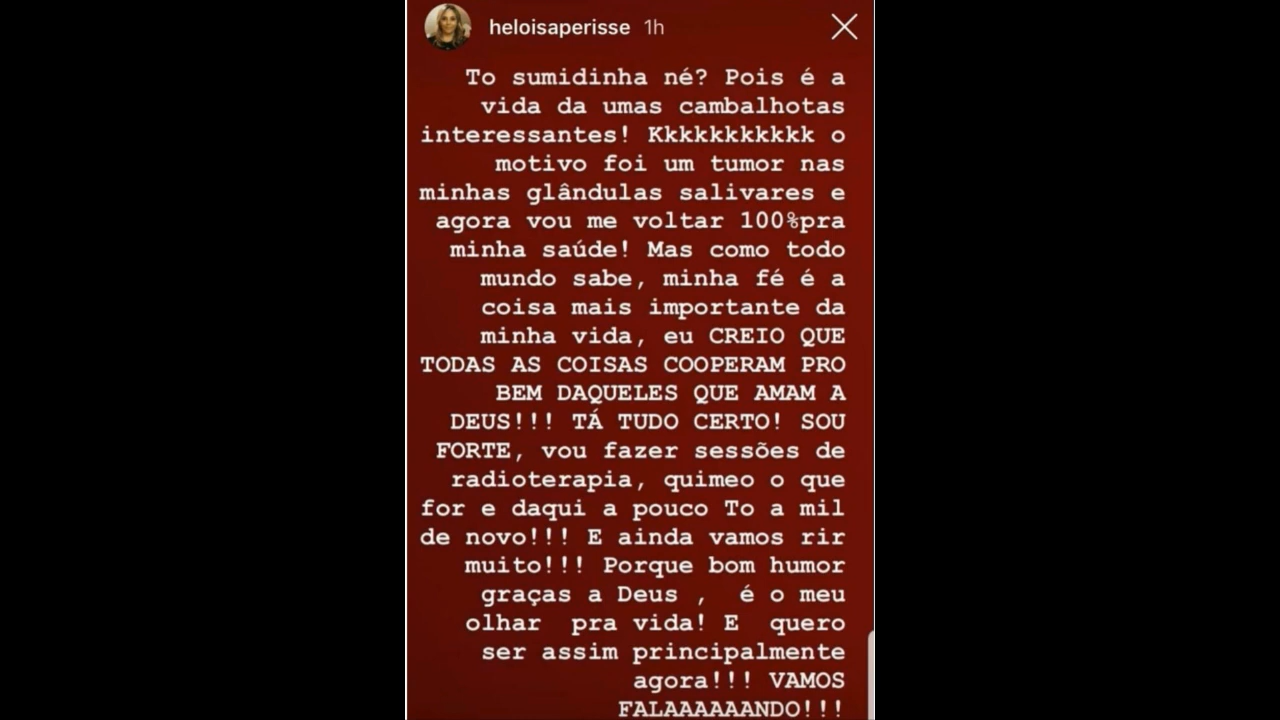 heloisaperisse 1h
To sumidinha né? Pois é a
vida da umas cambalhotas
interessantes! Kkkkkkkkkkk o
motivo foi um tumor nas
minhas glândulas salivares e
agora vou me voltar 100%pra
minha saúde! Mas como todo
mundo sabe, minha fé é a
coisa mais importante da
minha vida, eu CREIO QUE
TODAS AS COISAS COOPERAM PRO
BEM DAQUELES QUE AMAM A
DEUS!!! TÁ TUDO CERTO! SOU
FORTE, vou fazer sessões de
radioterapia, quimeo o que
for e daqui a pouco To a mil
de novo!!! E ainda vamos rir
muito!!! Porque bom humor
graças a Deus , é o meu
olhar pra vida! E quero
ser assim principalmente
agora!!! VAMOS
FALAAAAAANDO!!!